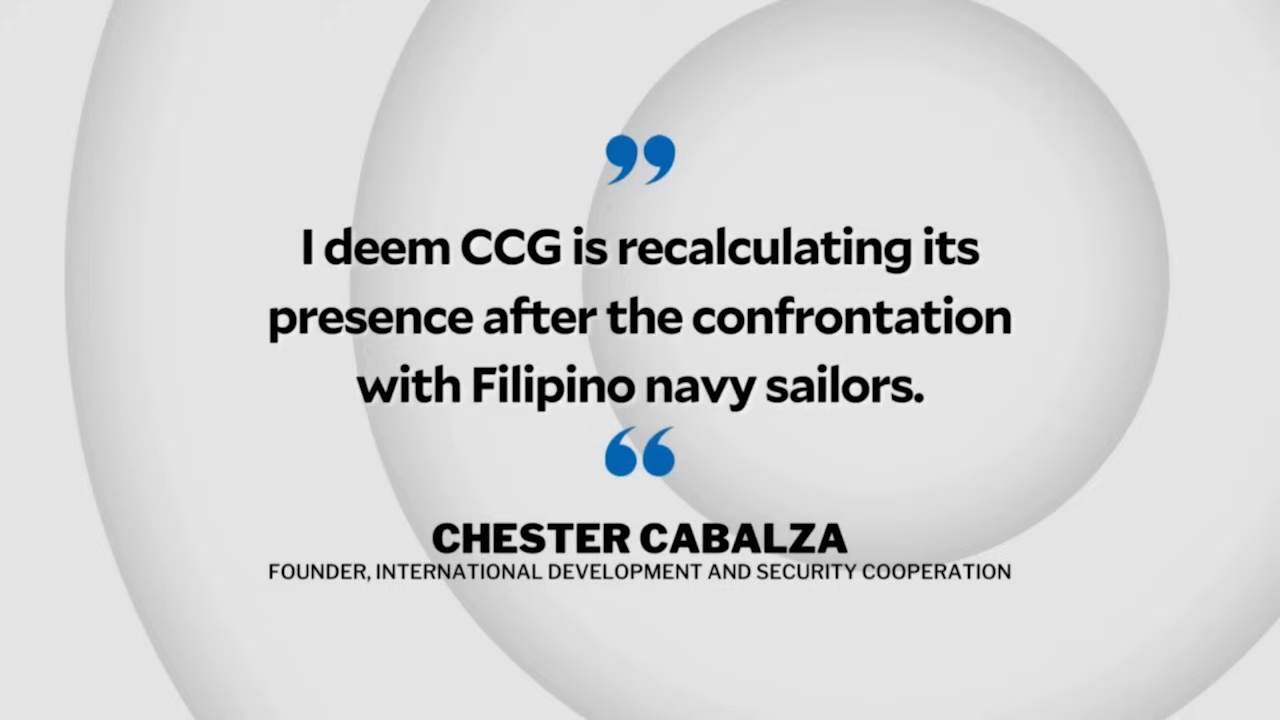 ”
I deem CCG is recalculating its
presence after the confrontation
with Filipino navy sailors.
“
CHESTER CABALZA
FOUNDER, INTERNATIONAL DEVELOPMENT AND SECURITY COOPERATION